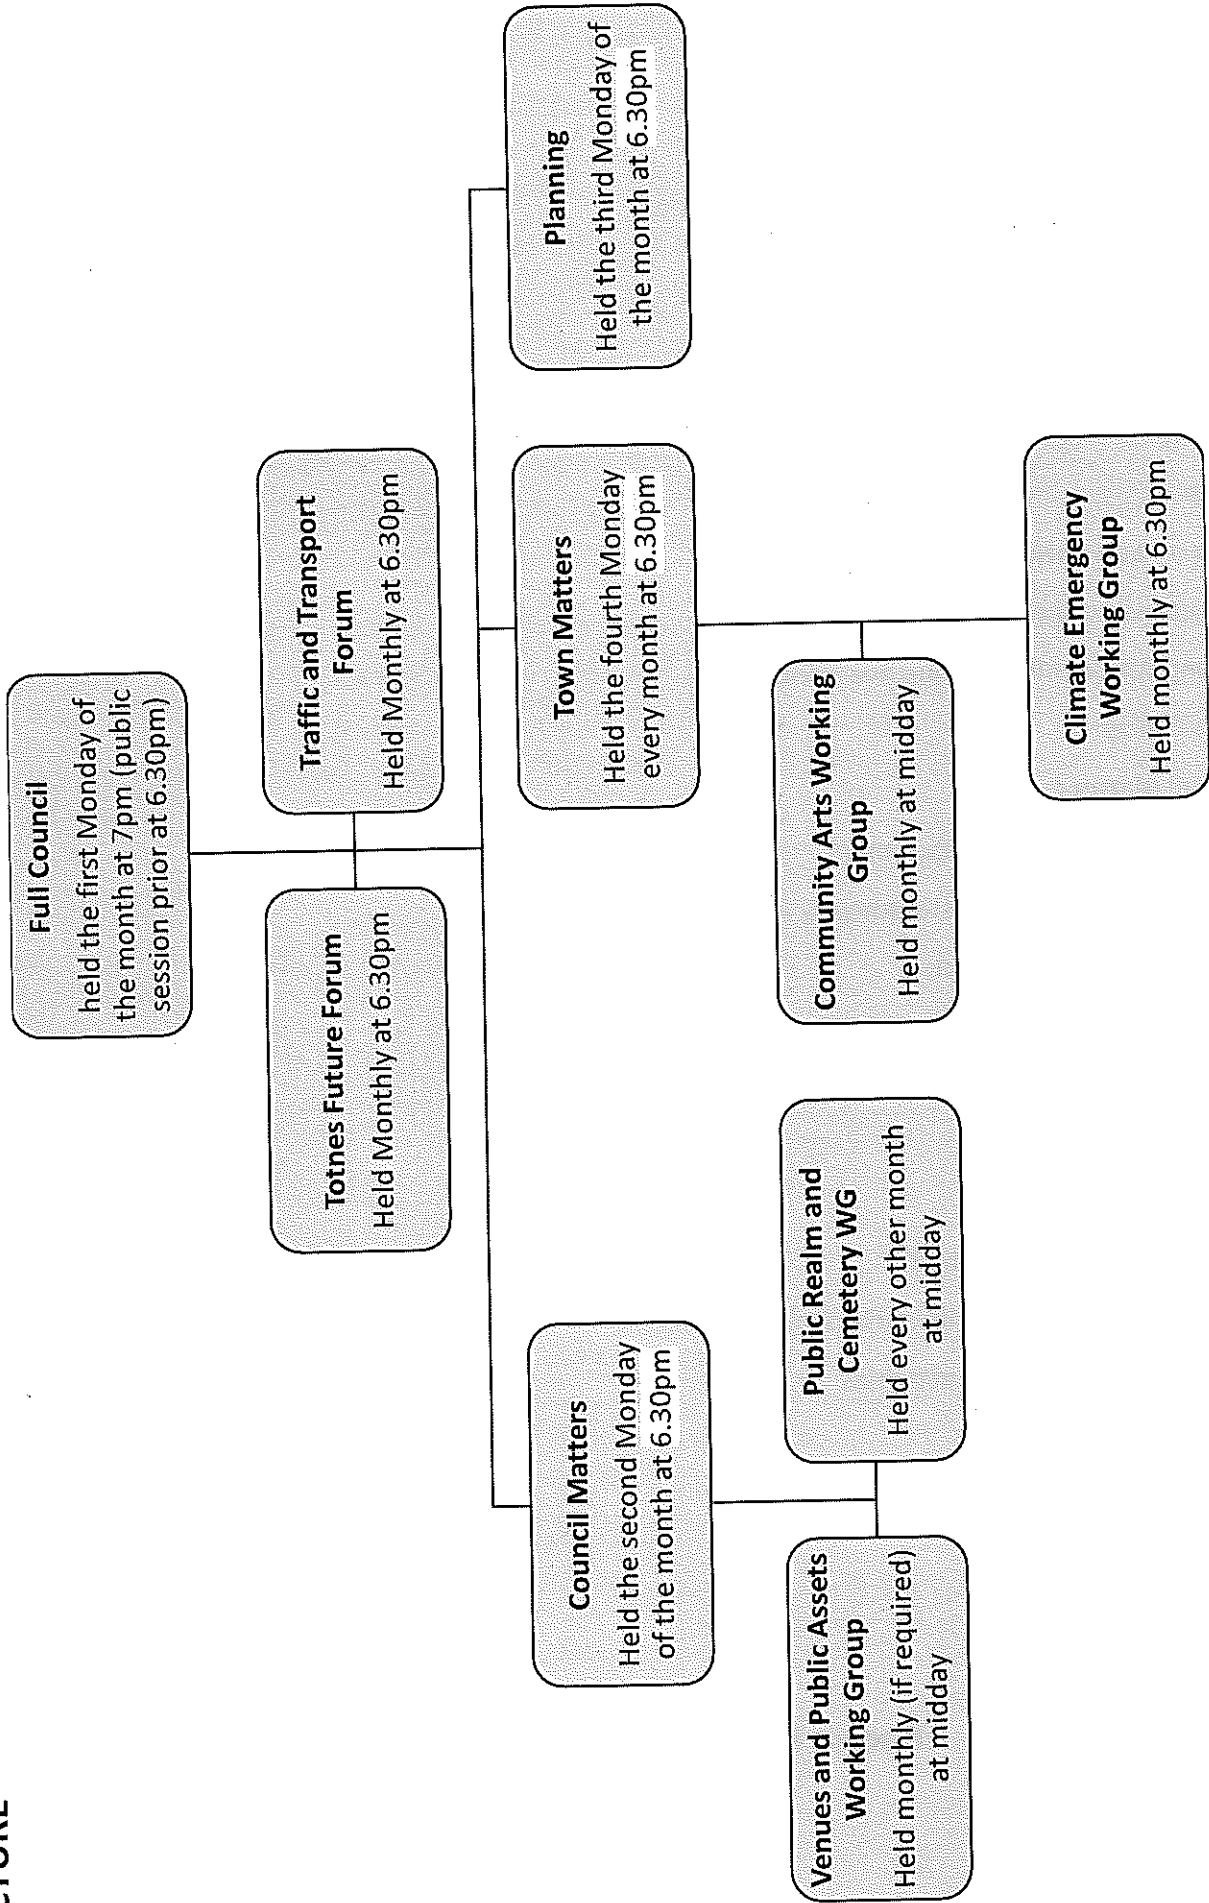 Full Council
held the first Monday of
the month at 7pm (public
session prior at 6.30pm)
Totnes Future Forum
Held Monthly at 6.30pm
Traffic and Transport
Forum
Held Monthly at 6.30pm
Council Matters
Held the second Monday
of the month at 6.30pm
Town Matters
Held the fourth Monday
every month at 6.30pm
Planning
Held the third Monday of
the month at 6.30pm
Venues and Public Assets
Working Group
Held monthly (if required)
at midday
Public Realm and
Cemetery WG
Held every other month
at midday
Community Arts Working
Group
Held monthly at midday
Climate Emergency
Working Group
Held monthly at 6.30pm